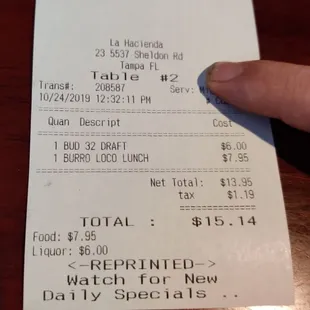 La Hacienda
23 5537 Sheldon Rd
Tampa FL
Table #2
Trans#: 208587 Serv:
10/24/2019 12:32:11 PM #
Quan Descript Cost
1 BUD 32 DRAFT $6.00
1 BURRO LOCO LUNCH $7.95
Net Total: $13.95
tax $1.19
TOTAL : $15.14
Food: $7.95
Liquor: $6.00
<-REPRINTED->
Watch for New
Daily Specials ..